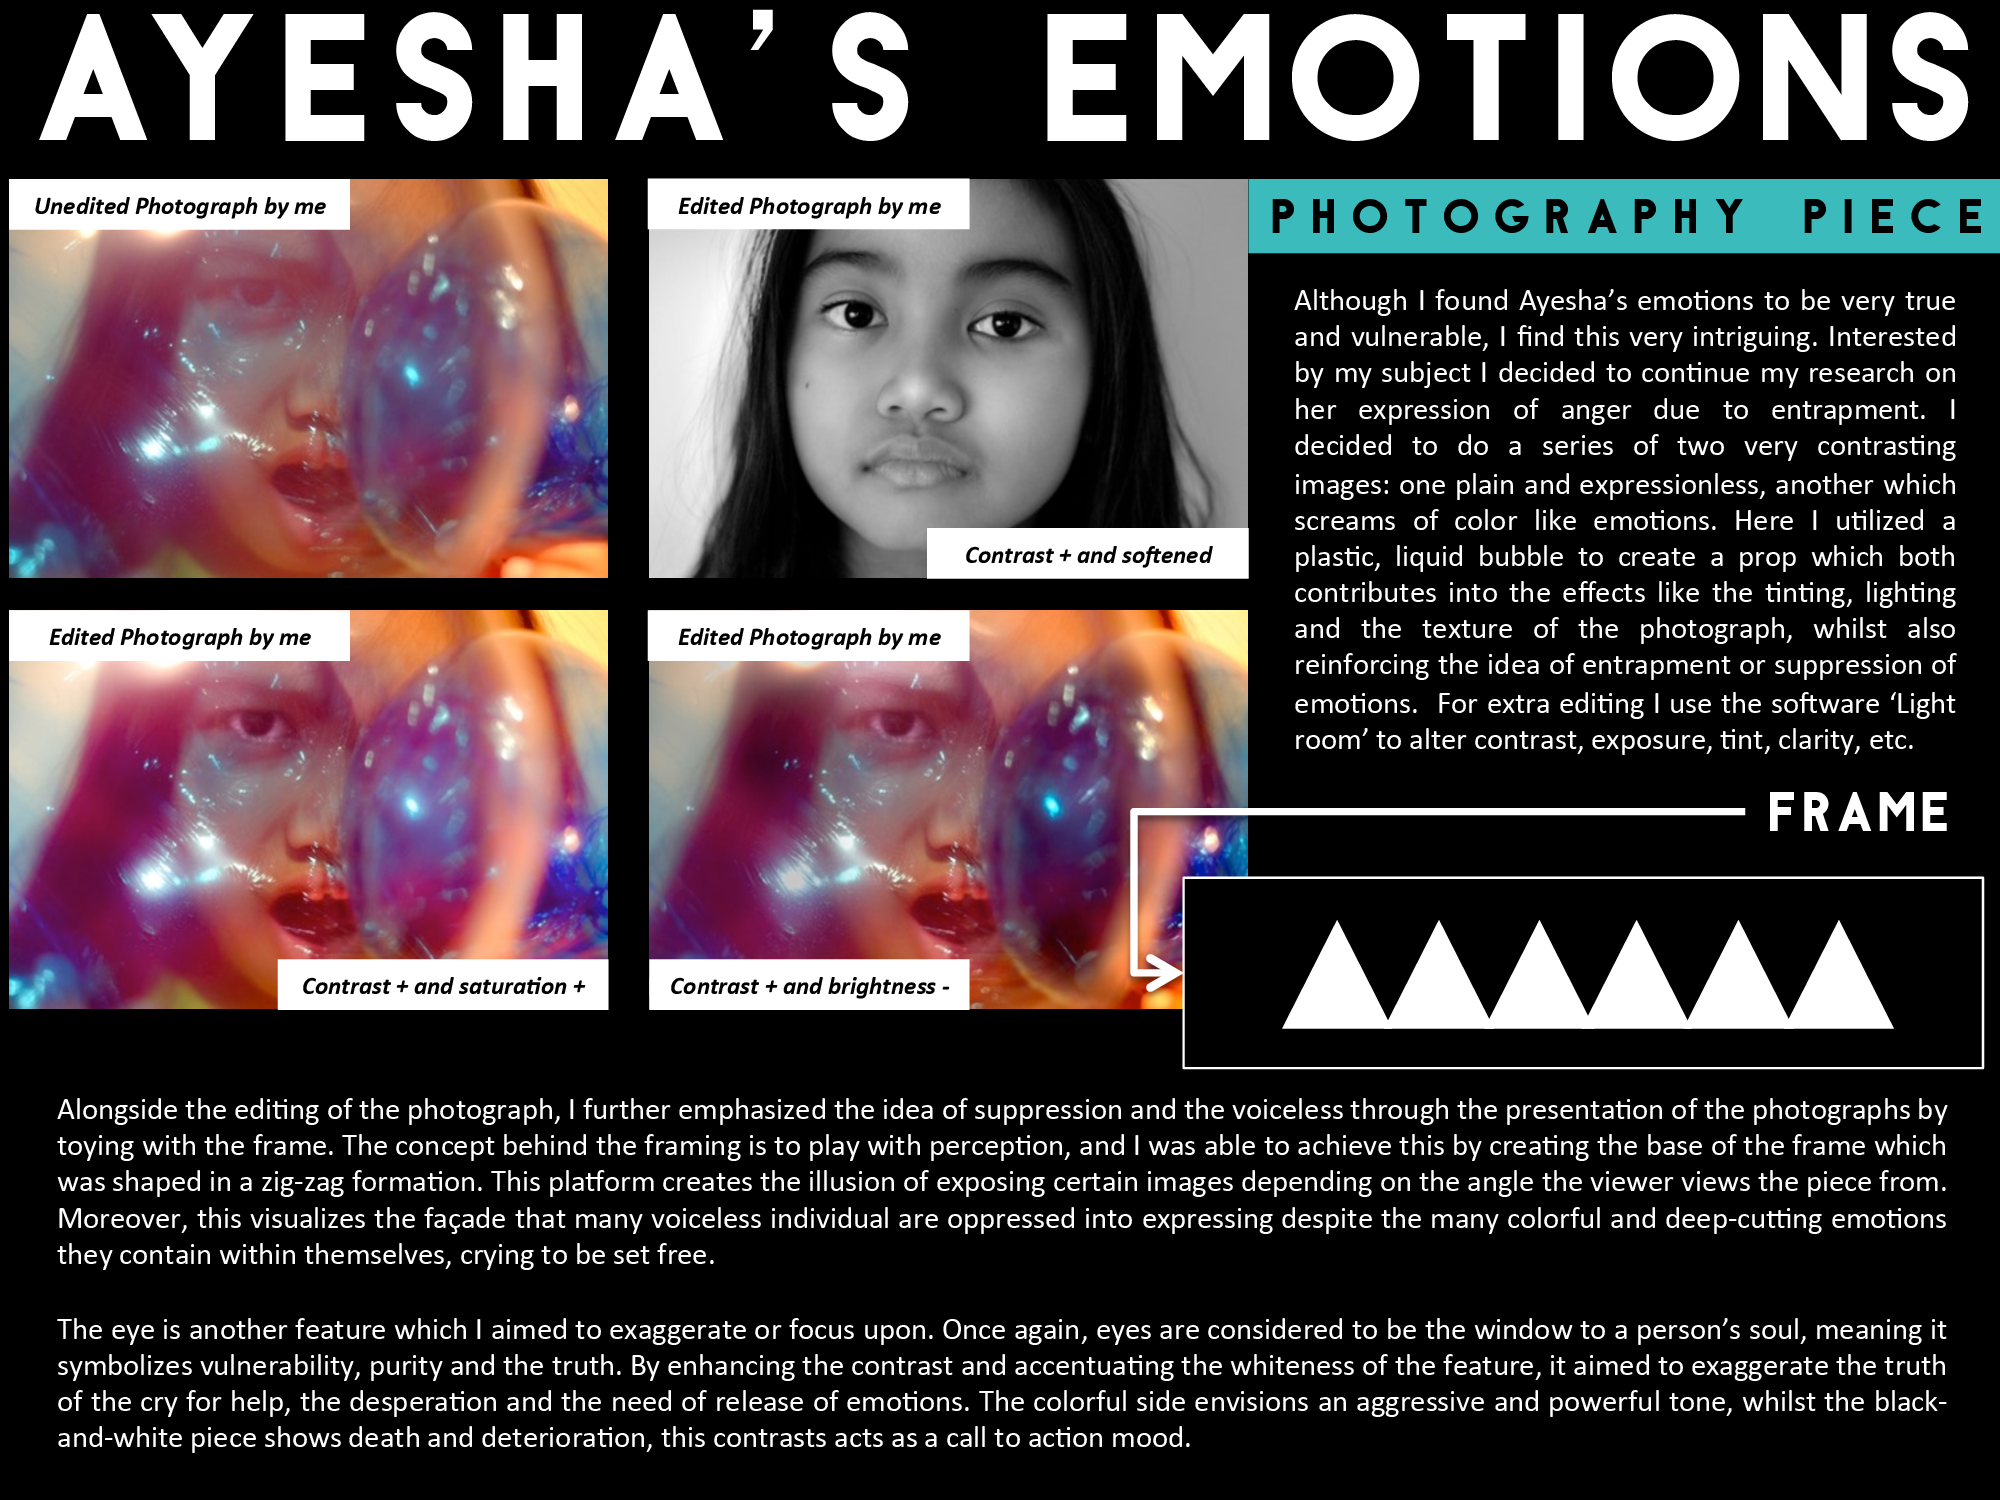 AYESHA’S EMOTIONS
Unedited Photograph by me
Edited Photograph by me
Contrast + and softened
Edited Photograph by me
Contrast + and saturation +
Edited Photograph by me
Contrast + and brightness -
PHOTOGRAPHY PIECE
Although I found Ayesha’s emotions to be very true
and vulnerable, I find this very intriguing. Interested
by my subject I decided to continue my research on
her expression of anger due to entrapment. I
decided to do a series of two very contrasting
images: one plain and expressionless, another which
screams of color like emotions. Here I utilized a
plastic, liquid bubble to create a prop which both
contributes into the effects like the tinting, lighting
and the texture of the photograph, whilst also
reinforcing the idea of entrapment or suppression of
emotions.  For extra editing I use the software ‘Light
room’ to alter contrast, exposure, tint, clarity, etc.
FRAME
Alongside the editing of the photograph, I further emphasized the idea of suppression and the voiceless through the presentation of the photographs by
toying with the frame. The concept behind the framing is to play with perception, and I was able to achieve this by creating the base of the frame which
was shaped in a zig-zag formation. This platform creates the illusion of exposing certain images depending on the angle the viewer views the piece from.
Moreover, this visualizes the façade that many voiceless individual are oppressed into expressing despite the many colorful and deep-cutting emotions
they contain within themselves, crying to be set free.
The eye is another feature which I aimed to exaggerate or focus upon. Once again, eyes are considered to be the window to a person’s soul, meaning it
symbolizes vulnerability, purity and the truth. By enhancing the contrast and accentuating the whiteness of the feature, it aimed to exaggerate the truth
of the cry for help, the desperation and the need of release of emotions. The colorful side envisions an aggressive and powerful tone, whilst the black-
and-white piece shows death and deterioration, this contrasts acts as a call to action mood.